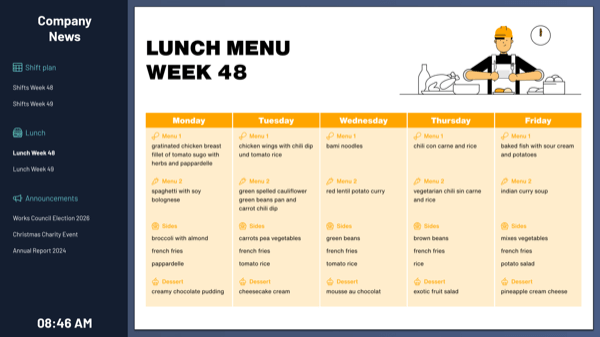 Company
News
Shift plan
Shifts Week 48
Shifts Week 49
Lunch
Lunch Week 48
Lunch Week 49
Announcements
Works Council Election 2026
Christmas Charity Event
Annual Report 2024
08:46 AM
LUNCH MENU
WEEK 48
Monday
Menu 1
gratinated chicken breast
fillet of tomato sugo with
herbs and pappardelle
Menu 2
spaghetti with soy
bolognese
Sides
broccoli with almond
french fries
pappardelle
Dessert
creamy chocolate pudding
Tuesday
Menu 1
chicken wings with chili dip
und tomato rice
Menu 2
green spelled cauliflower
green beans pan and
carrot chili dip
Sides
carrots pea vegetables
french fries
tomato rice
Dessert
cheesecake cream
Wednesday
Menu 1
bami noodles
Menu 2
red lentil potato curry
Sides
green beans
french fries
tomato rice
Dessert
mousse au chocolat
Thursday
Menu 1
chili con carne and rice
Menu 2
vegetarian chili sin carne
and rice
Sides
brown beans
french fries
rice
Dessert
exotic fruit salad
Friday
Menu 1
baked fish with sour cream
and potatoes
Menu 2
indian curry soup
Sides
mixes vegetables
french fries
potato salad
Dessert
pineapple cream cheese